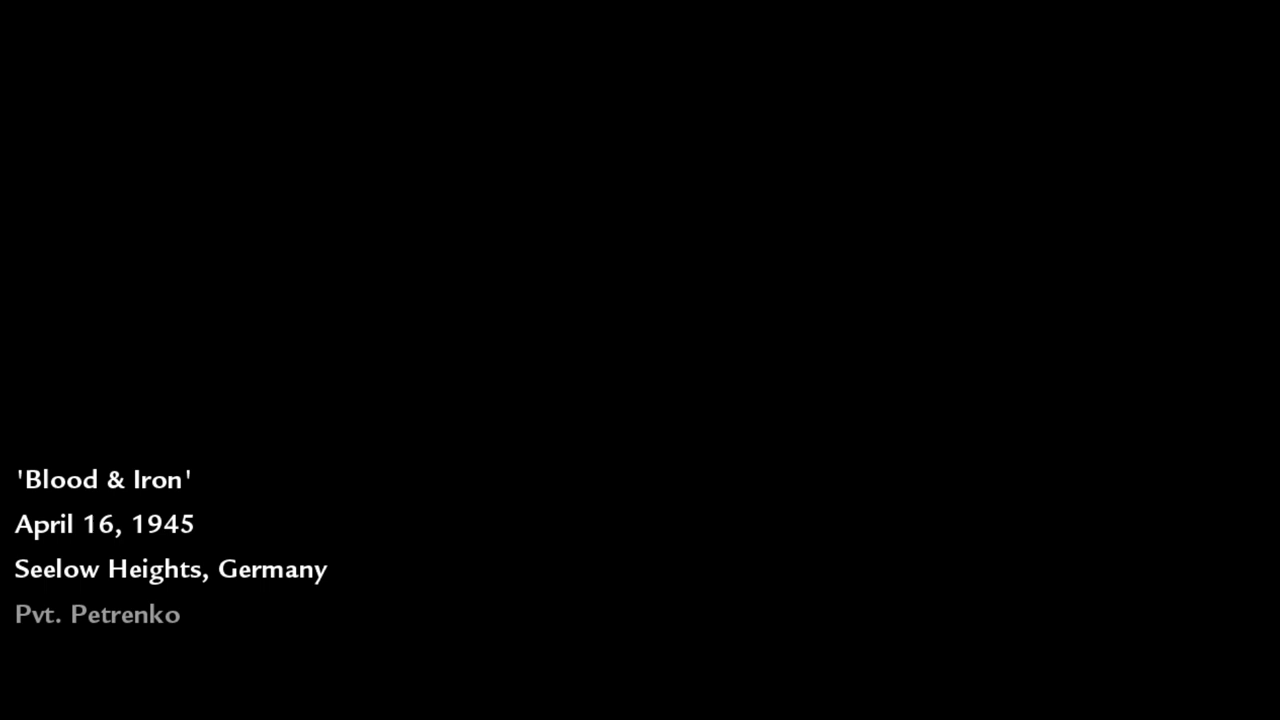 'Blood & Iron'
April 16, 1945
Seelow Heights, Germany
Pvt. Petrenko